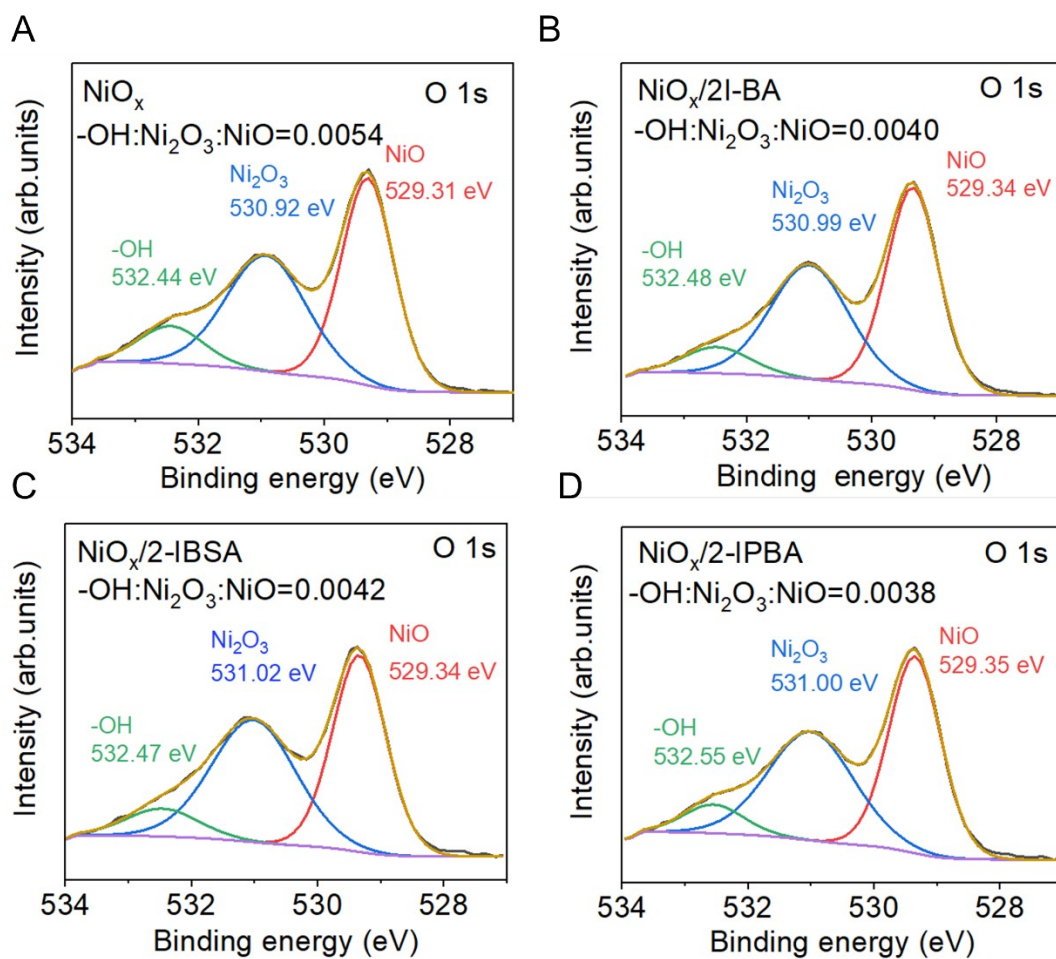 A
NiOₓ
O 1s
-OH:Ni₂O₃:NiO=0.0054
NiO
529.31 eV
Ni₂O₃
530.92 eV
-OH
532.44 eV
Intensity (arb.units)
534 532 530 528
Binding energy (eV)
B
NiOₓ/2I-BA
O 1s
-OH:Ni₂O₃:NiO=0.0040
NiO
529.34 eV
Ni₂O₃
530.99 eV
-OH
532.48 eV
Intensity (arb.units)
534 532 530 528
Binding energy (eV)
C
NiOₓ/2-IBSA
O 1s
-OH:Ni₂O₃:NiO=0.0042
Ni₂O₃
531.02 eV
NiO
529.34 eV
-OH
532.47 eV
Intensity (arb.units)
534 532 530 528
Binding energy (eV)
D
NiOₓ/2-IPBA
O 1s
-OH:Ni₂O₃:NiO=0.0038
Ni₂O₃
531.00 eV
NiO
529.35 eV
-OH
532.55 eV
Intensity (arb.units)
534 532 530 528
Binding energy (eV)